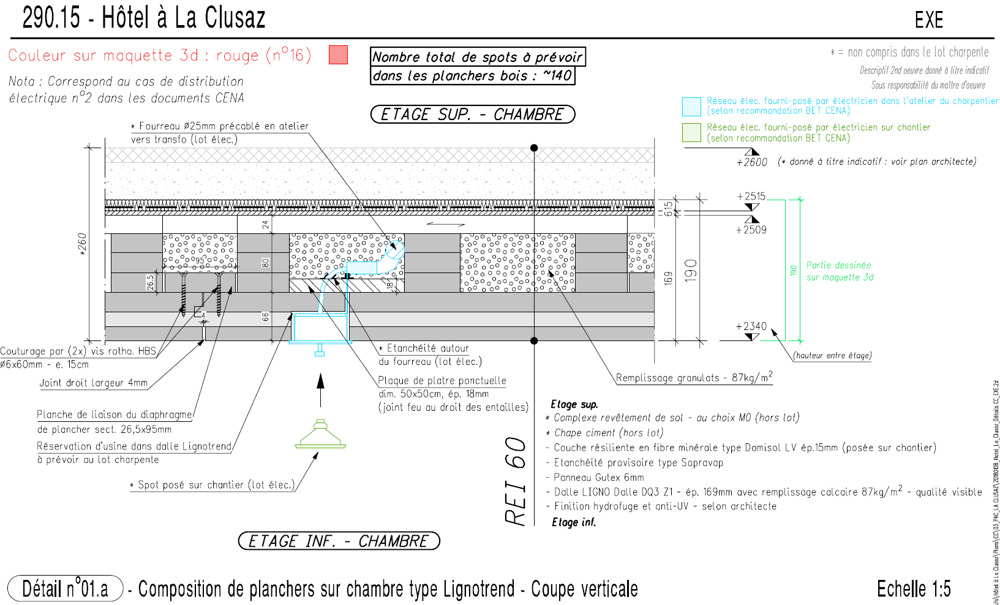 290.15 - Hôtel à La Clusaz
EXE
Couleur sur maquette 3d : rouge (n°16)
Nombre total de spots à prévoir
dans les planchers bois : ~140
* = non compris dans le lot charpente
Descriptif 2nd oeuvre donné à titre indicatif
Sous responsabilité du maître d'oeuvre
Nota : Correspond au cas de distribution
électrique n°2 dans les documents CENA
Réseau élec. fourni-posé par électricien dans l'atelier du charpentier
(selon recommandation BET CENA)
Réseau élec. fourni-posé par électricien sur chantier
(selon recommandation BET CENA)
ETAGE SUP. - CHAMBRE
* Fourreau Ø25mm précablé en atelier
vers transfo (lot élec.)
+2600
(* donné à titre indicatif : voir plan architecte)
+2515
+2509
+2340
(hauteur entre étage)
*260
24
80
66
26.5
95
4
18
15
6
169
190
190
Partie dessinée
sur maquette 3d
Couturage par (2x) vis rotho. HBS
Ø6x60mm - e. 15cm
Joint droit largeur 4mm
Planche de liaison du diaphragme
de plancher sect. 26,5x95mm
Réservation d'usine dans dalle Lignotrend
à prévoir au lot charpente
* Spot posé sur chantier (lot élec.)
* Etanchéité autour
du fourreau (lot élec.)
Plaque de platre ponctuelle
dim. 50x50cm, ép. 18mm
(joint feu au droit des entailles)
Remplissage granulats - 87kg/m²
REI 60
Etage sup.
* Complexe revêtement de sol - au choix MO (hors lot)
* Chape ciment (hors lot)
- Couche résiliente en fibre minérale type Domisol LV ép.15mm (posée sur chantier)
- Etanchéité provisoire type Sopravap
- Panneau Gutex 6mm
- Dalle LIGNO Dalle DQ3 Z1 - ép. 169mm avec remplissage calcaire 87kg/m² - qualité visible
- Finition hydrofuge et anti-UV - selon architecte
Etage inf.
ETAGE INF. - CHAMBRE
Détail n°01.a - Composition de planchers sur chambre type Lignotrend - Coupe verticale
Echelle 1:5